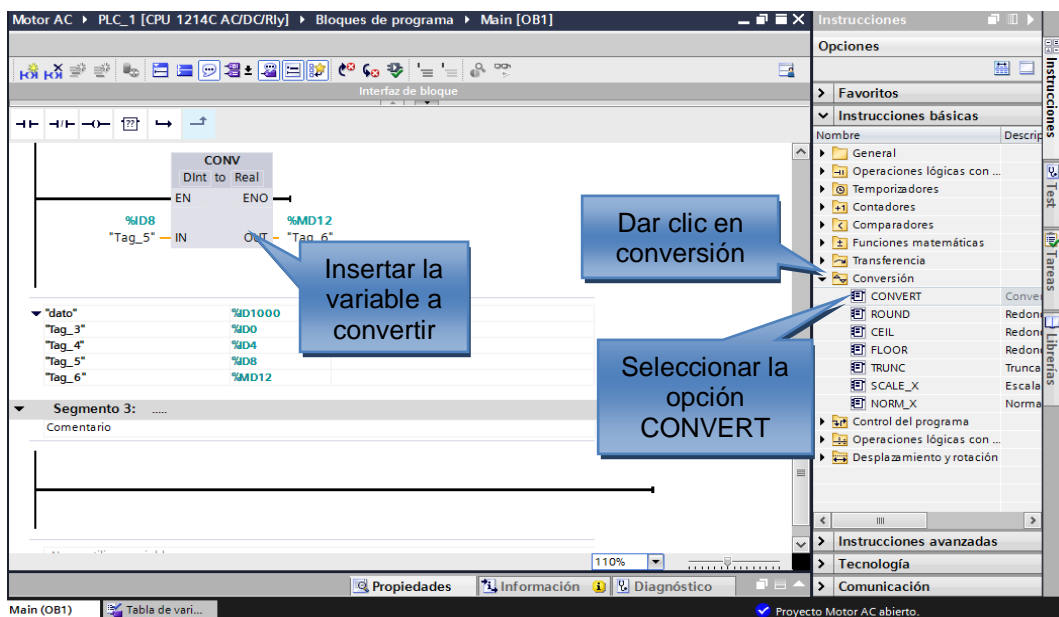 Motor AC ▸ PLC_1 [CPU 1214C AC/DC/Rly] ▸ Bloques de programa ▸ Main [OB1]
Interfaz de bloque
CONV
DInt to Real
EN ENO
%ID8 %MD12
"Tag_5" IN OUT "Tag_6"
Insertar la
variable a
convertir
"dato" %ID1000
"Tag_3" %ID0
"Tag_4" %ID4
"Tag_5" %ID8
"Tag_6" %MD12
Segmento 3: .....
Comentario
110%
Propiedades Información Diagnóstico
Main (OB1) Tabla de vari...
Proyecto Motor AC abierto.
Dar clic en
conversión
Seleccionar la
opción
CONVERT
Instrucciones
Opciones
Favoritos
Instrucciones básicas
Nombre Descrip
General
Operaciones lógicas con ...
Temporizadores
Contadores
Comparadores
Funciones matemáticas
Transferencia
Conversión
CONVERT Conve
ROUND Redon
CEIL Redon
FLOOR Redon
TRUNC Trunca
SCALE_X Escala
NORM_X Norma
Control del programa
Operaciones lógicas con ...
Desplazamiento y rotación
Instrucciones avanzadas
Tecnología
Comunicación
Instrucciones
Test
Tareas
Librerías